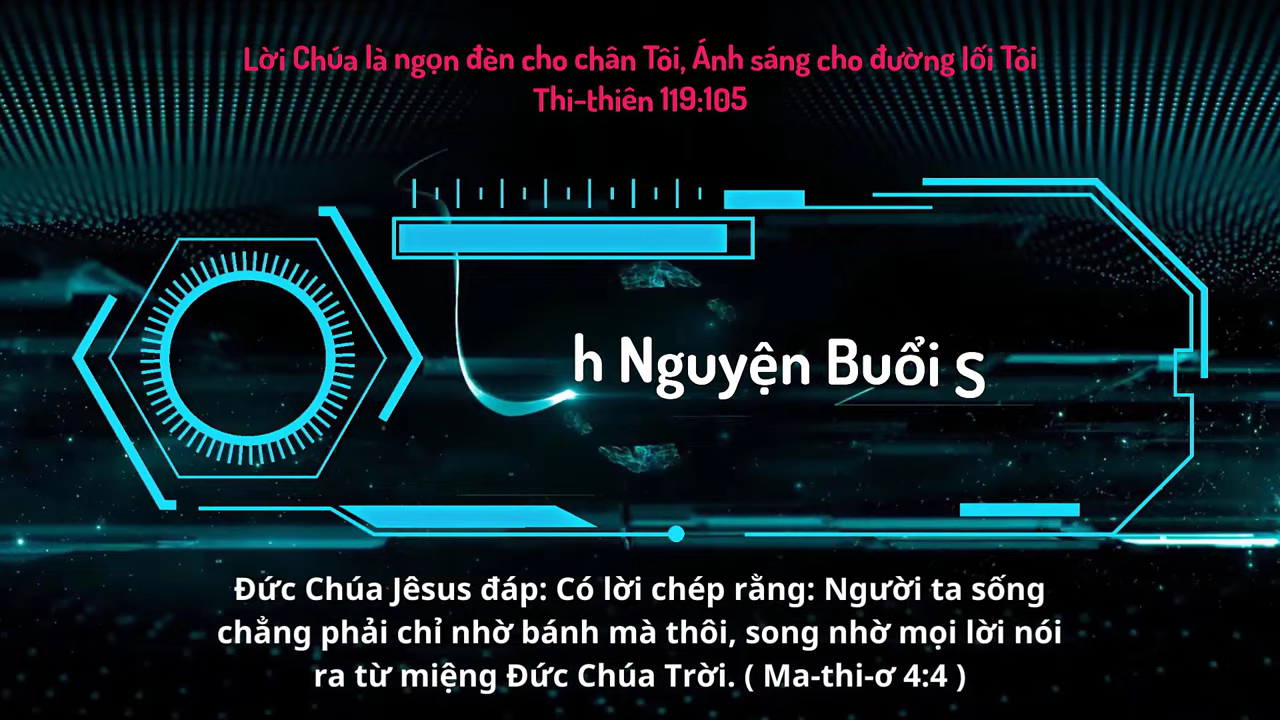 Lời Chúa là ngọn đèn cho chân Tôi, Ánh sáng cho đường lối Tôi
Thi-thiên 119:105
h Nguyện Buổi S
Đức Chúa Jêsus đáp: Có lời chép rằng: Người ta sống
chẳng phải chỉ nhờ bánh mà thôi, song nhờ mọi lời nói
ra từ miệng Đức Chúa Trời. ( Ma-thi-ơ 4:4 )